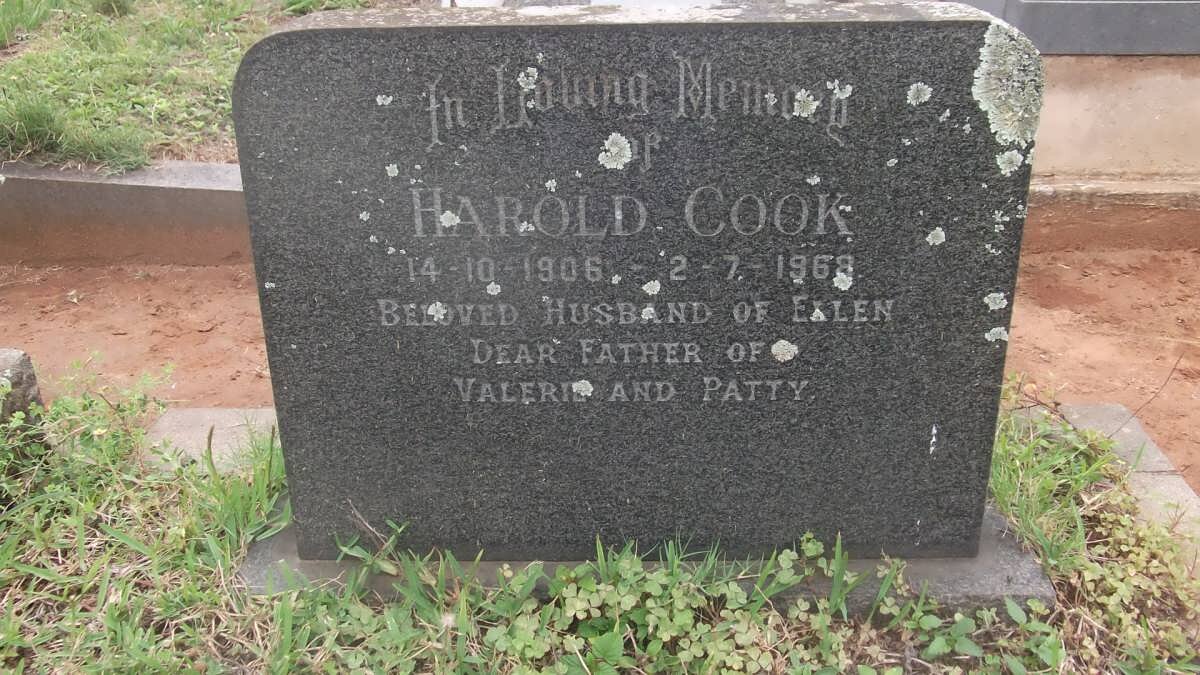 In Loving Memory
of
HAROLD COOK
14-10-1906 - 2-7-1968
BELOVED HUSBAND OF ELLEN
DEAR FATHER OF
VALERIE AND PATTY.